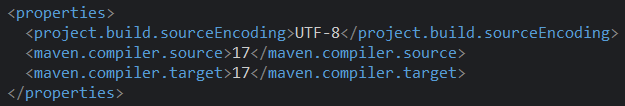 <properties>
  <project.build.sourceEncoding>UTF-8</project.build.sourceEncoding>
  <maven.compiler.source>17</maven.compiler.source>
  <maven.compiler.target>17</maven.compiler.target>
</properties>